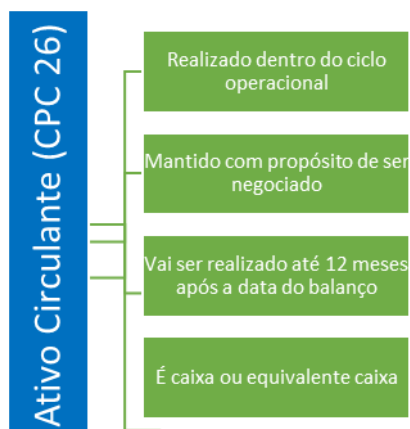 Ativo Circulante (CPC 26)
Realizado dentro do ciclo
operacional
Mantido com propósito de ser
negociado
Vai ser realizado até 12 meses
após a data do balanço
É caixa ou equivalente caixa